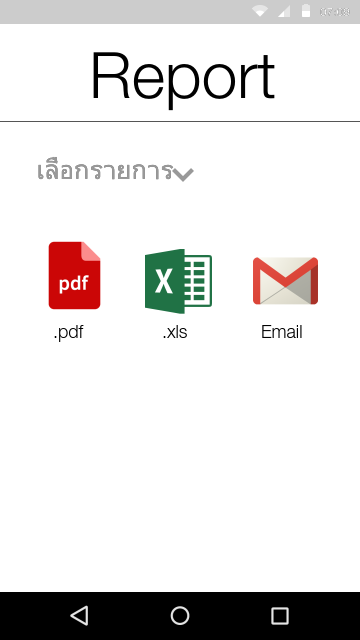 Report
เลือกรายการ
pdf
X
.pdf
.xls
Email